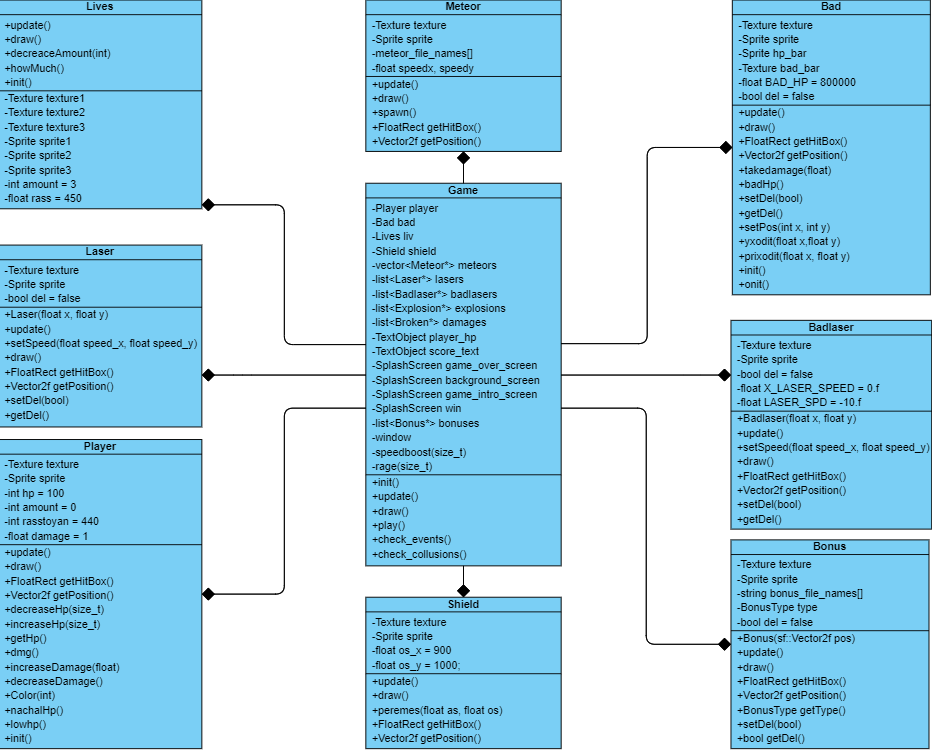 Lives
+update()
+draw()
+decreaceAmount(int)
+howMuch()
+init()
-Texture texture1
-Texture texture2
-Texture texture3
-Sprite sprite1
-Sprite sprite2
-Sprite sprite3
-int amount = 3
-float rass = 450
Laser
-Texture texture
-Sprite sprite
-bool del = false
+Laser(float x, float y)
+update()
+setSpeed(float speed_x, float speed_y)
+draw()
+FloatRect getHitBox()
+Vector2f getPosition()
+setDel(bool)
+getDel()
Player
-Texture texture
-Sprite sprite
-int hp = 100
-int amount = 0
-int rasstoyan = 440
-float damage = 1
+update()
+draw()
+FloatRect getHitBox()
+Vector2f getPosition()
+decreaseHp(size_t)
+increaseHp(size_t)
+getHp()
+dmg()
+increaseDamage(float)
+decreaseDamage()
+Color(int)
+nachalHp()
+lowhp()
+init()
Meteor
-Texture texture
-Sprite sprite
-meteor_file_names[]
-float speedx, speedy
+update()
+draw()
+spawn()
+FloatRect getHitBox()
+Vector2f getPosition()
Game
-Player player
-Bad bad
-Lives liv
-Shield shield
-vector<Meteor*> meteors
-list<Laser*> lasers
-list<Badlaser*> badlasers
-list<Explosion*> explosions
-list<Broken*> damages
-TextObject player_hp
-TextObject score_text
-SplashScreen game_over_screen
-SplashScreen background_screen
-SplashScreen game_intro_screen
-SplashScreen win
-list<Bonus*> bonuses
-window
-speedboost(size_t)
-rage(size_t)
+init()
+update()
+draw()
+play()
+check_events()
+check_collusions()
Shield
-Texture texture
-Sprite sprite
-float os_x = 900
-float os_y = 1000;
+update()
+draw()
+peremes(float as, float os)
+FloatRect getHitBox()
+Vector2f getPosition()
Bad
-Texture texture
-Sprite sprite
-Sprite hp_bar
-Texture bad_bar
-float BAD_HP = 800000
-bool del = false
+update()
+draw()
+FloatRect getHitBox()
+Vector2f getPosition()
+takedamage(float)
+badHp()
+setDel(bool)
+getDel()
+setPos(int x, int y)
+yxodit(float x,float y)
+prixodit(float x, float y)
+init()
+onit()
Badlaser
-Texture texture
-Sprite sprite
-bool del = false
-float X_LASER_SPEED = 0.f
-float LASER_SPD = -10.f
+Badlaser(float x, float y)
+update()
+setSpeed(float speed_x, float speed_y)
+draw()
+FloatRect getHitBox()
+Vector2f getPosition()
+setDel(bool)
+getDel()
Bonus
-Texture texture
-Sprite sprite
-string bonus_file_names[]
-BonusType type
-bool del = false
+Bonus(sf::Vector2f pos)
+update()
+draw()
+FloatRect getHitBox()
+Vector2f getPosition()
+BonusType getType()
+setDel(bool)
+bool getDel()